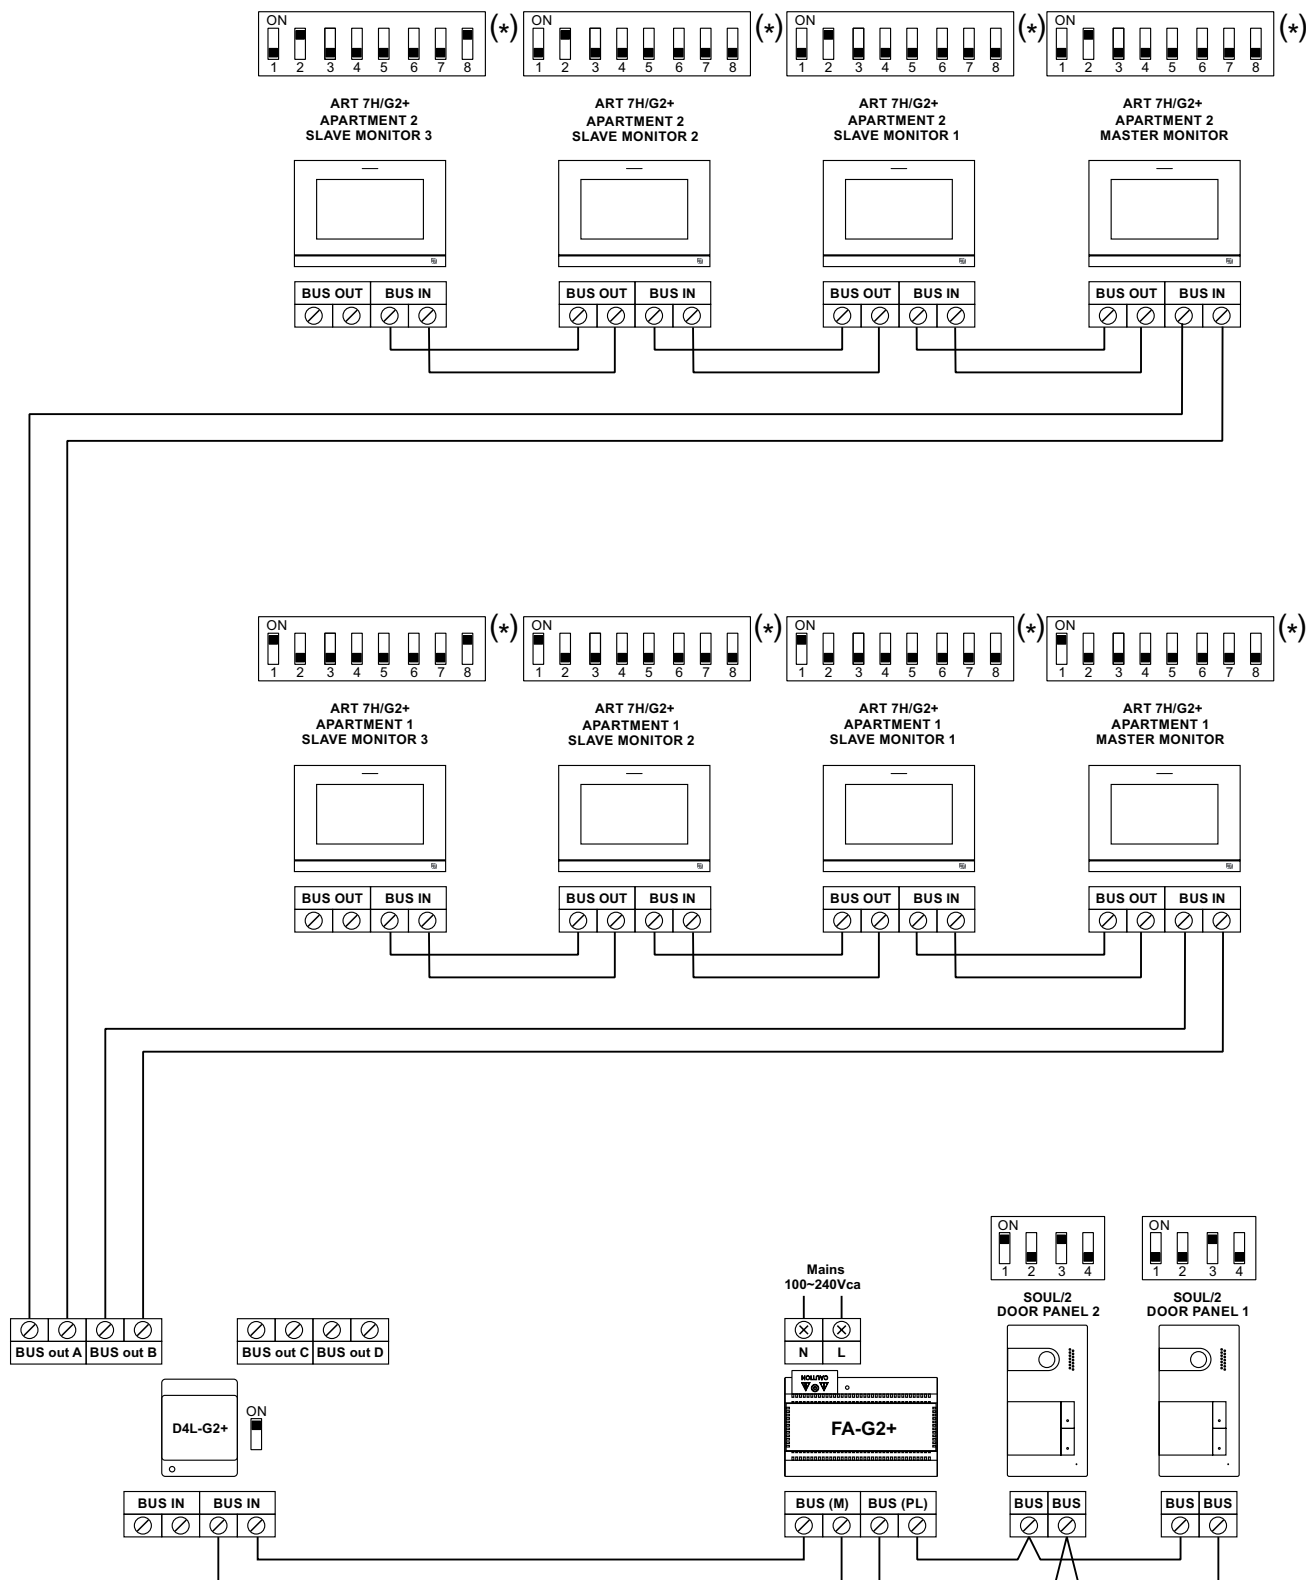 ON (*) ON (*) ON (*) ON (*)
1 2 3 4 5 6 7 8 1 2 3 4 5 6 7 8 1 2 3 4 5 6 7 8 1 2 3 4 5 6 7 8
ART 7H/G2+
APARTMENT 2
SLAVE MONITOR 3
ART 7H/G2+
APARTMENT 2
SLAVE MONITOR 2
ART 7H/G2+
APARTMENT 2
SLAVE MONITOR 1
ART 7H/G2+
APARTMENT 2
MASTER MONITOR
BUS OUT BUS IN BUS OUT BUS IN BUS OUT BUS IN BUS OUT BUS IN
ON (*) ON (*) ON (*) ON (*)
1 2 3 4 5 6 7 8 1 2 3 4 5 6 7 8 1 2 3 4 5 6 7 8 1 2 3 4 5 6 7 8
ART 7H/G2+
APARTMENT 1
SLAVE MONITOR 3
ART 7H/G2+
APARTMENT 1
SLAVE MONITOR 2
ART 7H/G2+
APARTMENT 1
SLAVE MONITOR 1
ART 7H/G2+
APARTMENT 1
MASTER MONITOR
BUS OUT BUS IN BUS OUT BUS IN BUS OUT BUS IN BUS OUT BUS IN
ON ON
1 2 3 4 1 2 3 4
Mains
100~240Vca
SOUL/2
DOOR PANEL 2
SOUL/2
DOOR PANEL 1
BUS out A BUS out B BUS out C BUS out D
N L
CAUTION
ON
D4L-G2+
FA-G2+
BUS IN BUS IN
BUS (M) BUS (PL)
BUS BUS
BUS BUS